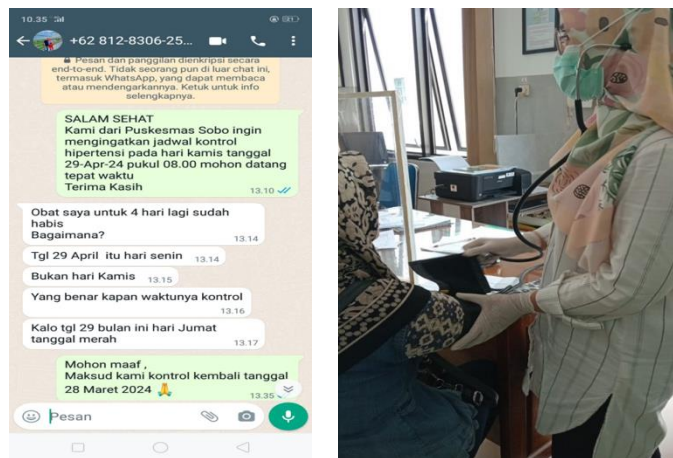 10.35
+62 812-8306-25...
Pesan dan panggilan dienkripsi secara
end-to-end. Tidak seorang pun di luar chat ini,
termasuk WhatsApp, yang dapat membaca
atau mendengarkannya. Ketuk untuk info
selengkapnya.
SALAM SEHAT
Kami dari Puskesmas Sobo ingin
mengingatkan jadwal kontrol
hipertensi pada hari kamis tanggal
29-Apr-24 pukul 08.00 mohon datang
tepat waktu
Terima Kasih
13.10
Obat saya untuk 4 hari lagi sudah
habis
Bagaimana?
13.14
Tgl 29 April itu hari senin
13.14
Bukan hari Kamis
13.15
Yang benar kapan waktunya kontrol
13.16
Kalo tgl 29 bulan ini hari Jumat
tanggal merah
13.17
Mohon maaf ,
Maksud kami kontrol kembali tanggal
28 Maret 2024 🙏
13.35
Pesan